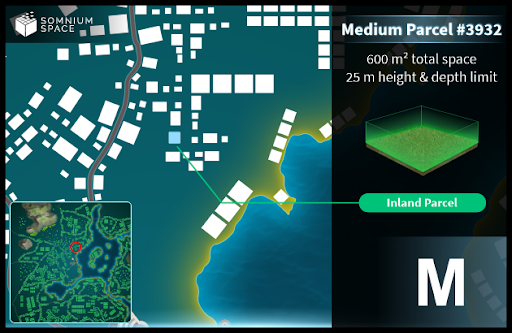 SOMNIUM
SPACE
Medium Parcel #3932
600 m² total space
25 m height & depth limit
Inland Parcel
M